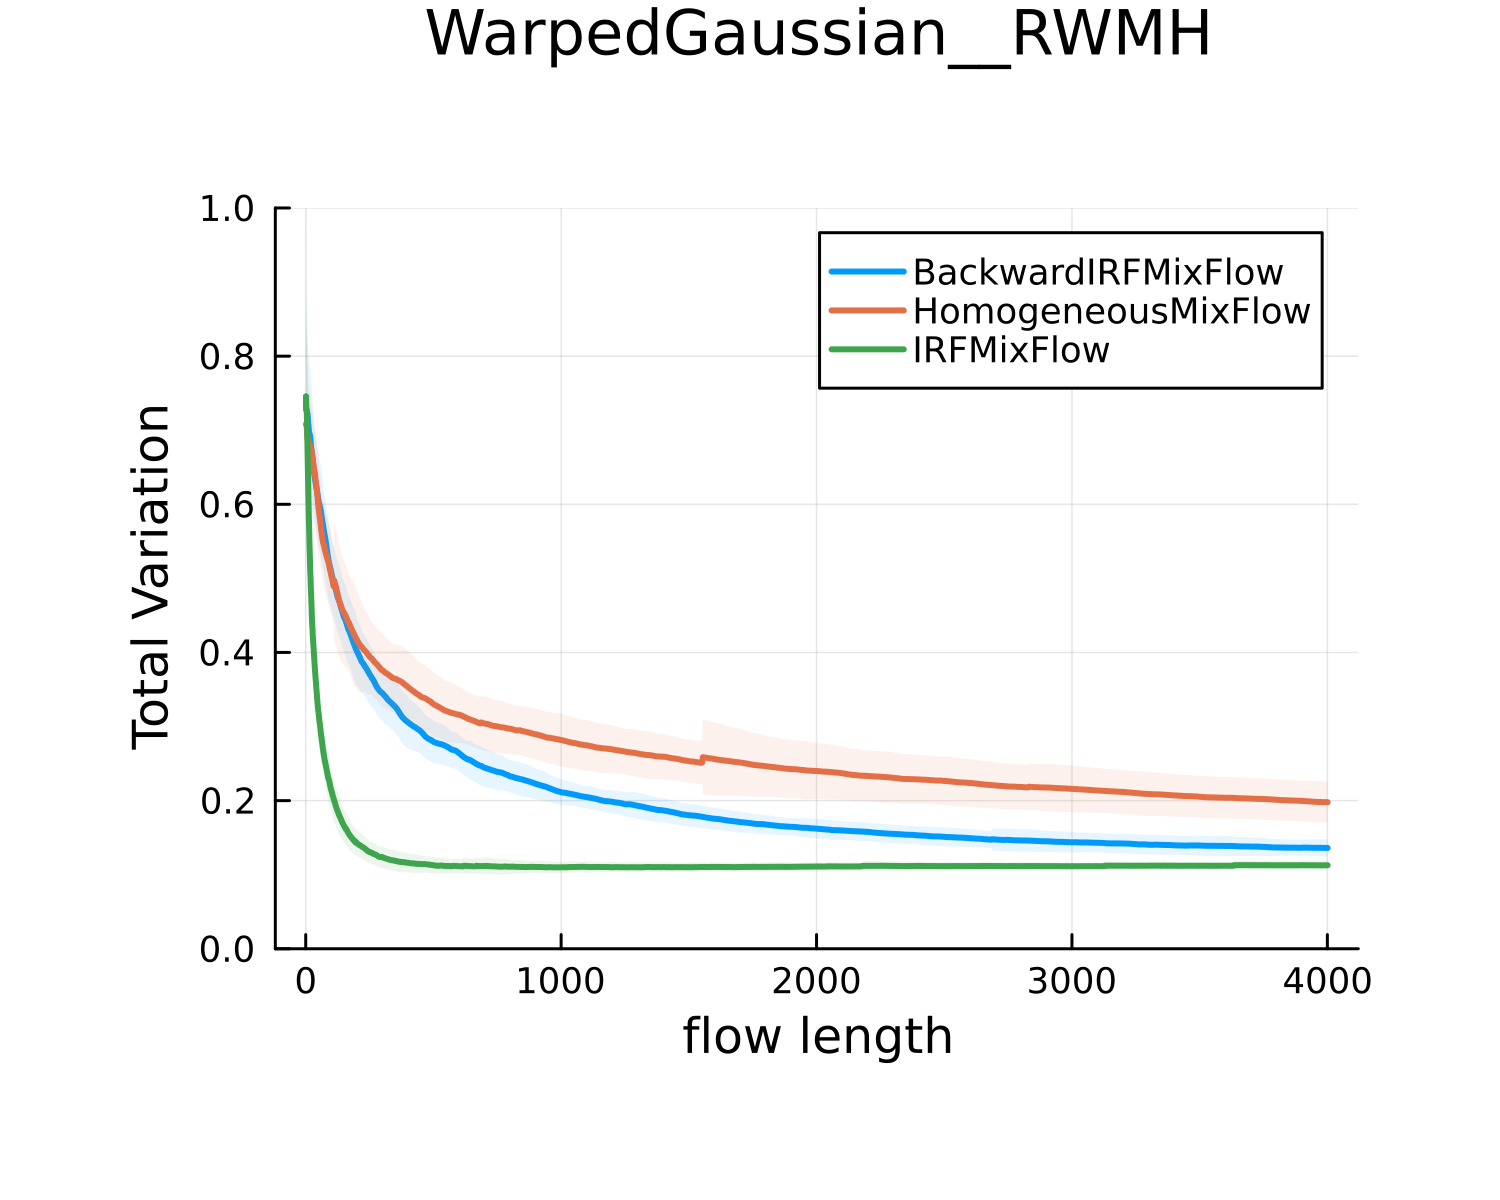 WarpedGaussian__RWMH
1.0
0.8
0.6
0.4
0.2
0.0
Total Variation
BackwardIRFMixFlow
HomogeneousMixFlow
IRFMixFlow
0 1000 2000 3000 4000
flow length